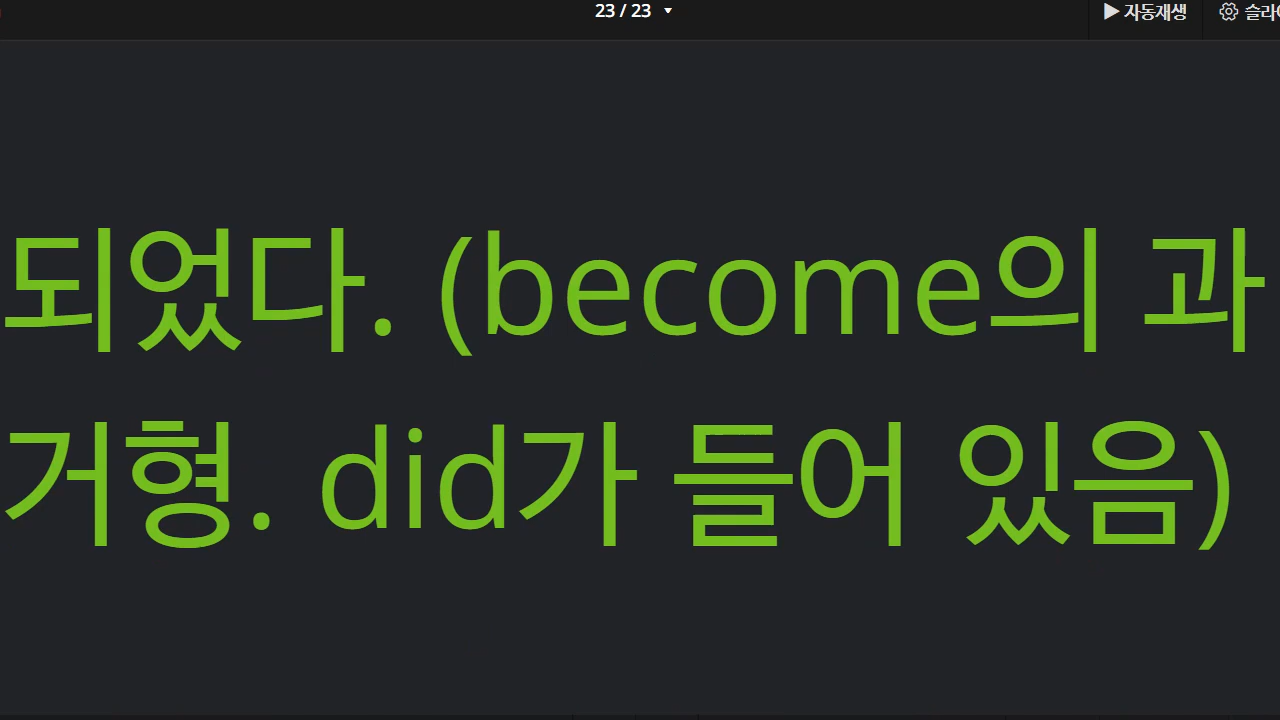 23 / 23
자동재생
되었다. (become의 과
거형. did가 들어 있음)